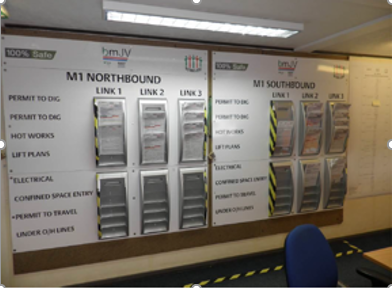 100% Safe
bmJV
M1 NORTHBOUND
LINK 1 LINK 2 LINK 3
PERMIT TO DIG
PERMIT TO DIG
HOT WORKS
LIFT PLANS
ELECTRICAL
CONFINED SPACE ENTRY
PERMIT TO TRAVEL
UNDER O/H LINES
100% Safe
bmJV
M1 SOUTHBOUND
LINK 1 LINK 2 LINK 3
PERMIT TO DIG
PERMIT TO DIG
HOT WORKS
LIFT PLANS
ELECTRICAL
CONFINED SPACE ENTRY
PERMIT TO TRAVEL
UNDER O/H LINES